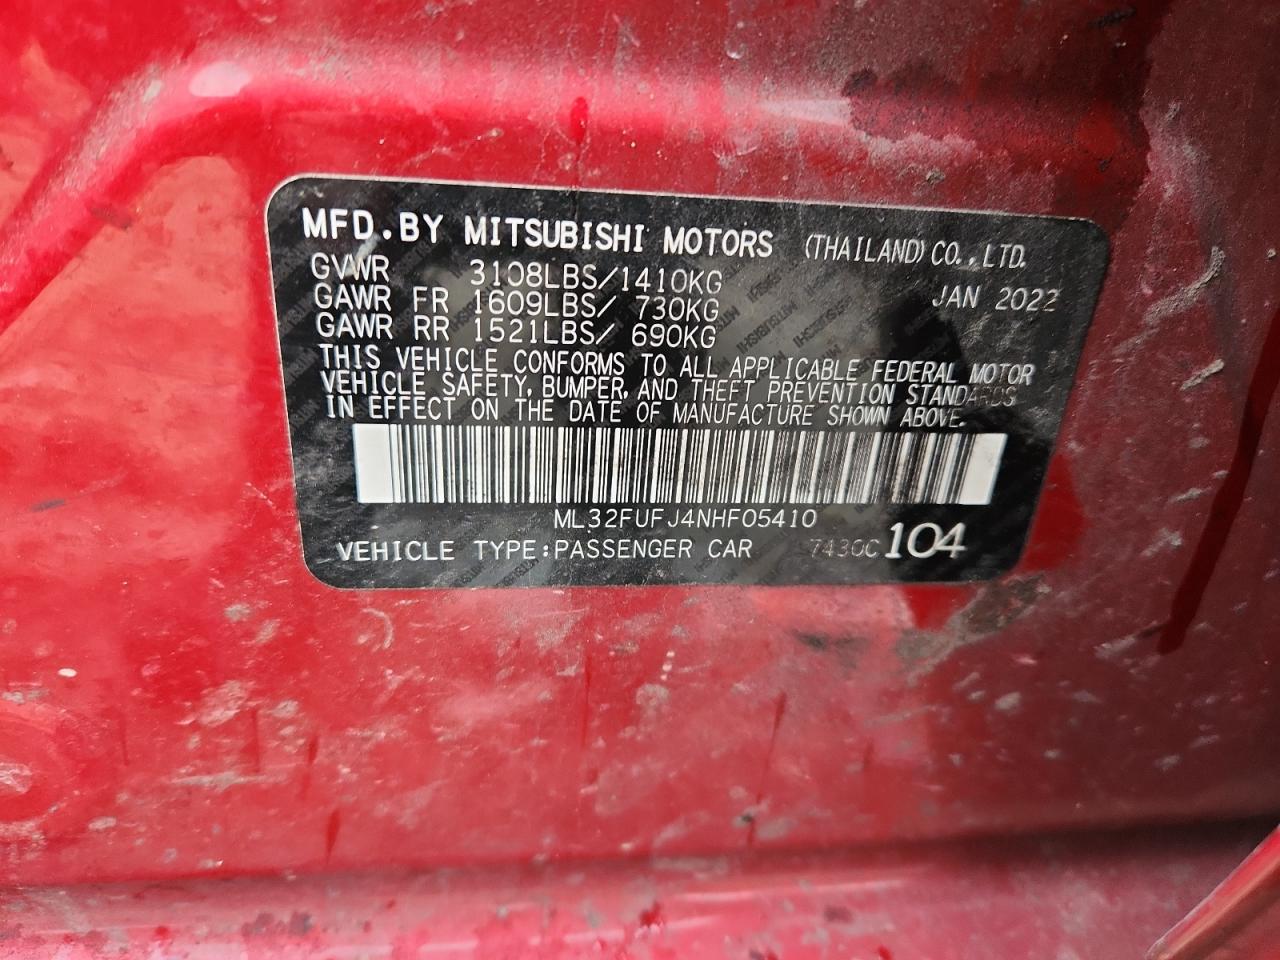 MFD. BY MITSUBISHI MOTORS (THAILAND) CO., LTD.
GVWR 3108LBS/1410KG JAN 2022
GAWR FR 1609LBS/ 730KG
GAWR RR 1521LBS/ 690KG
THIS VEHICLE CONFORMS TO ALL APPLICABLE FEDERAL MOTOR
VEHICLE SAFETY, BUMPER, AND THEFT PREVENTION STANDARDS
IN EFFECT ON THE DATE OF MANUFACTURE SHOWN ABOVE.
ML32FUFJ4NHF05410
VEHICLE TYPE:PASSENGER CAR 7430C 104